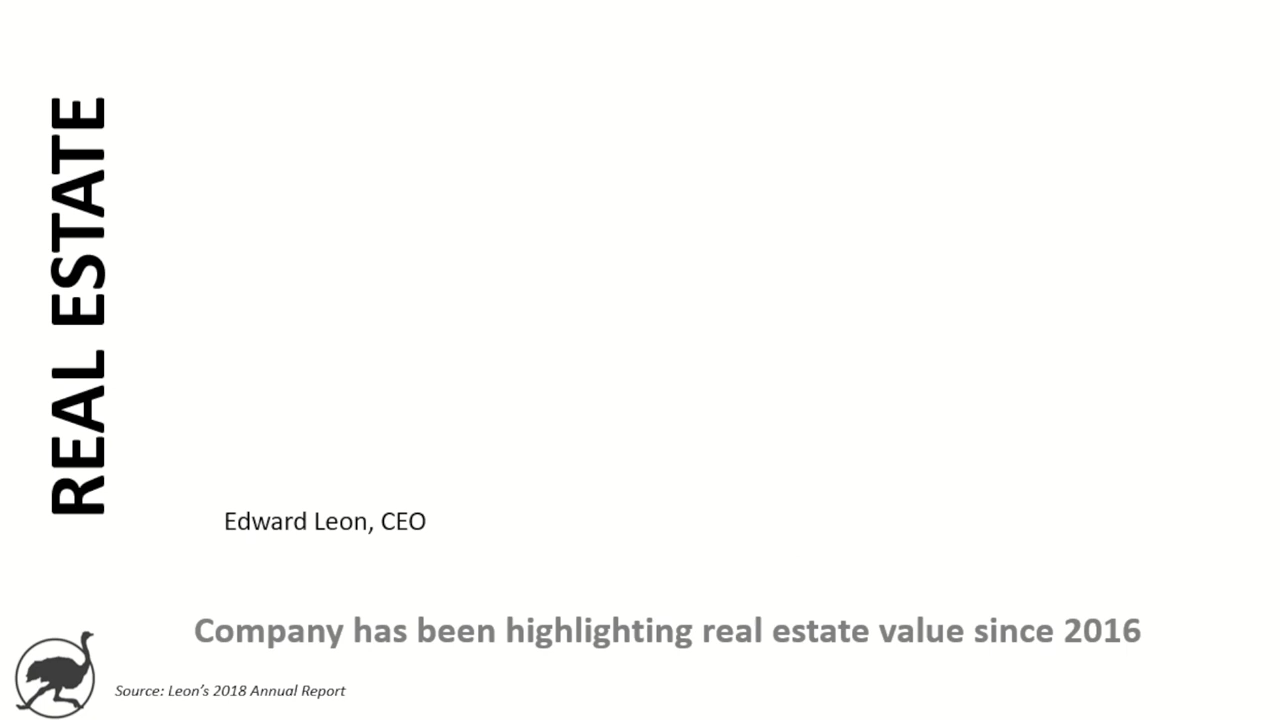 REAL ESTATE
Edward Leon, CEO
Company has been highlighting real estate value since 2016
Source: Leon’s 2018 Annual Report